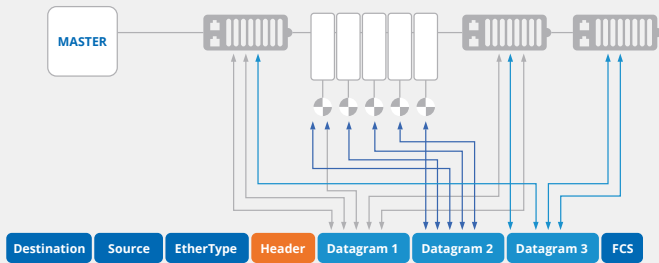 MASTER
Destination
Source
EtherType
Header
Datagram 1
Datagram 2
Datagram 3
FCS